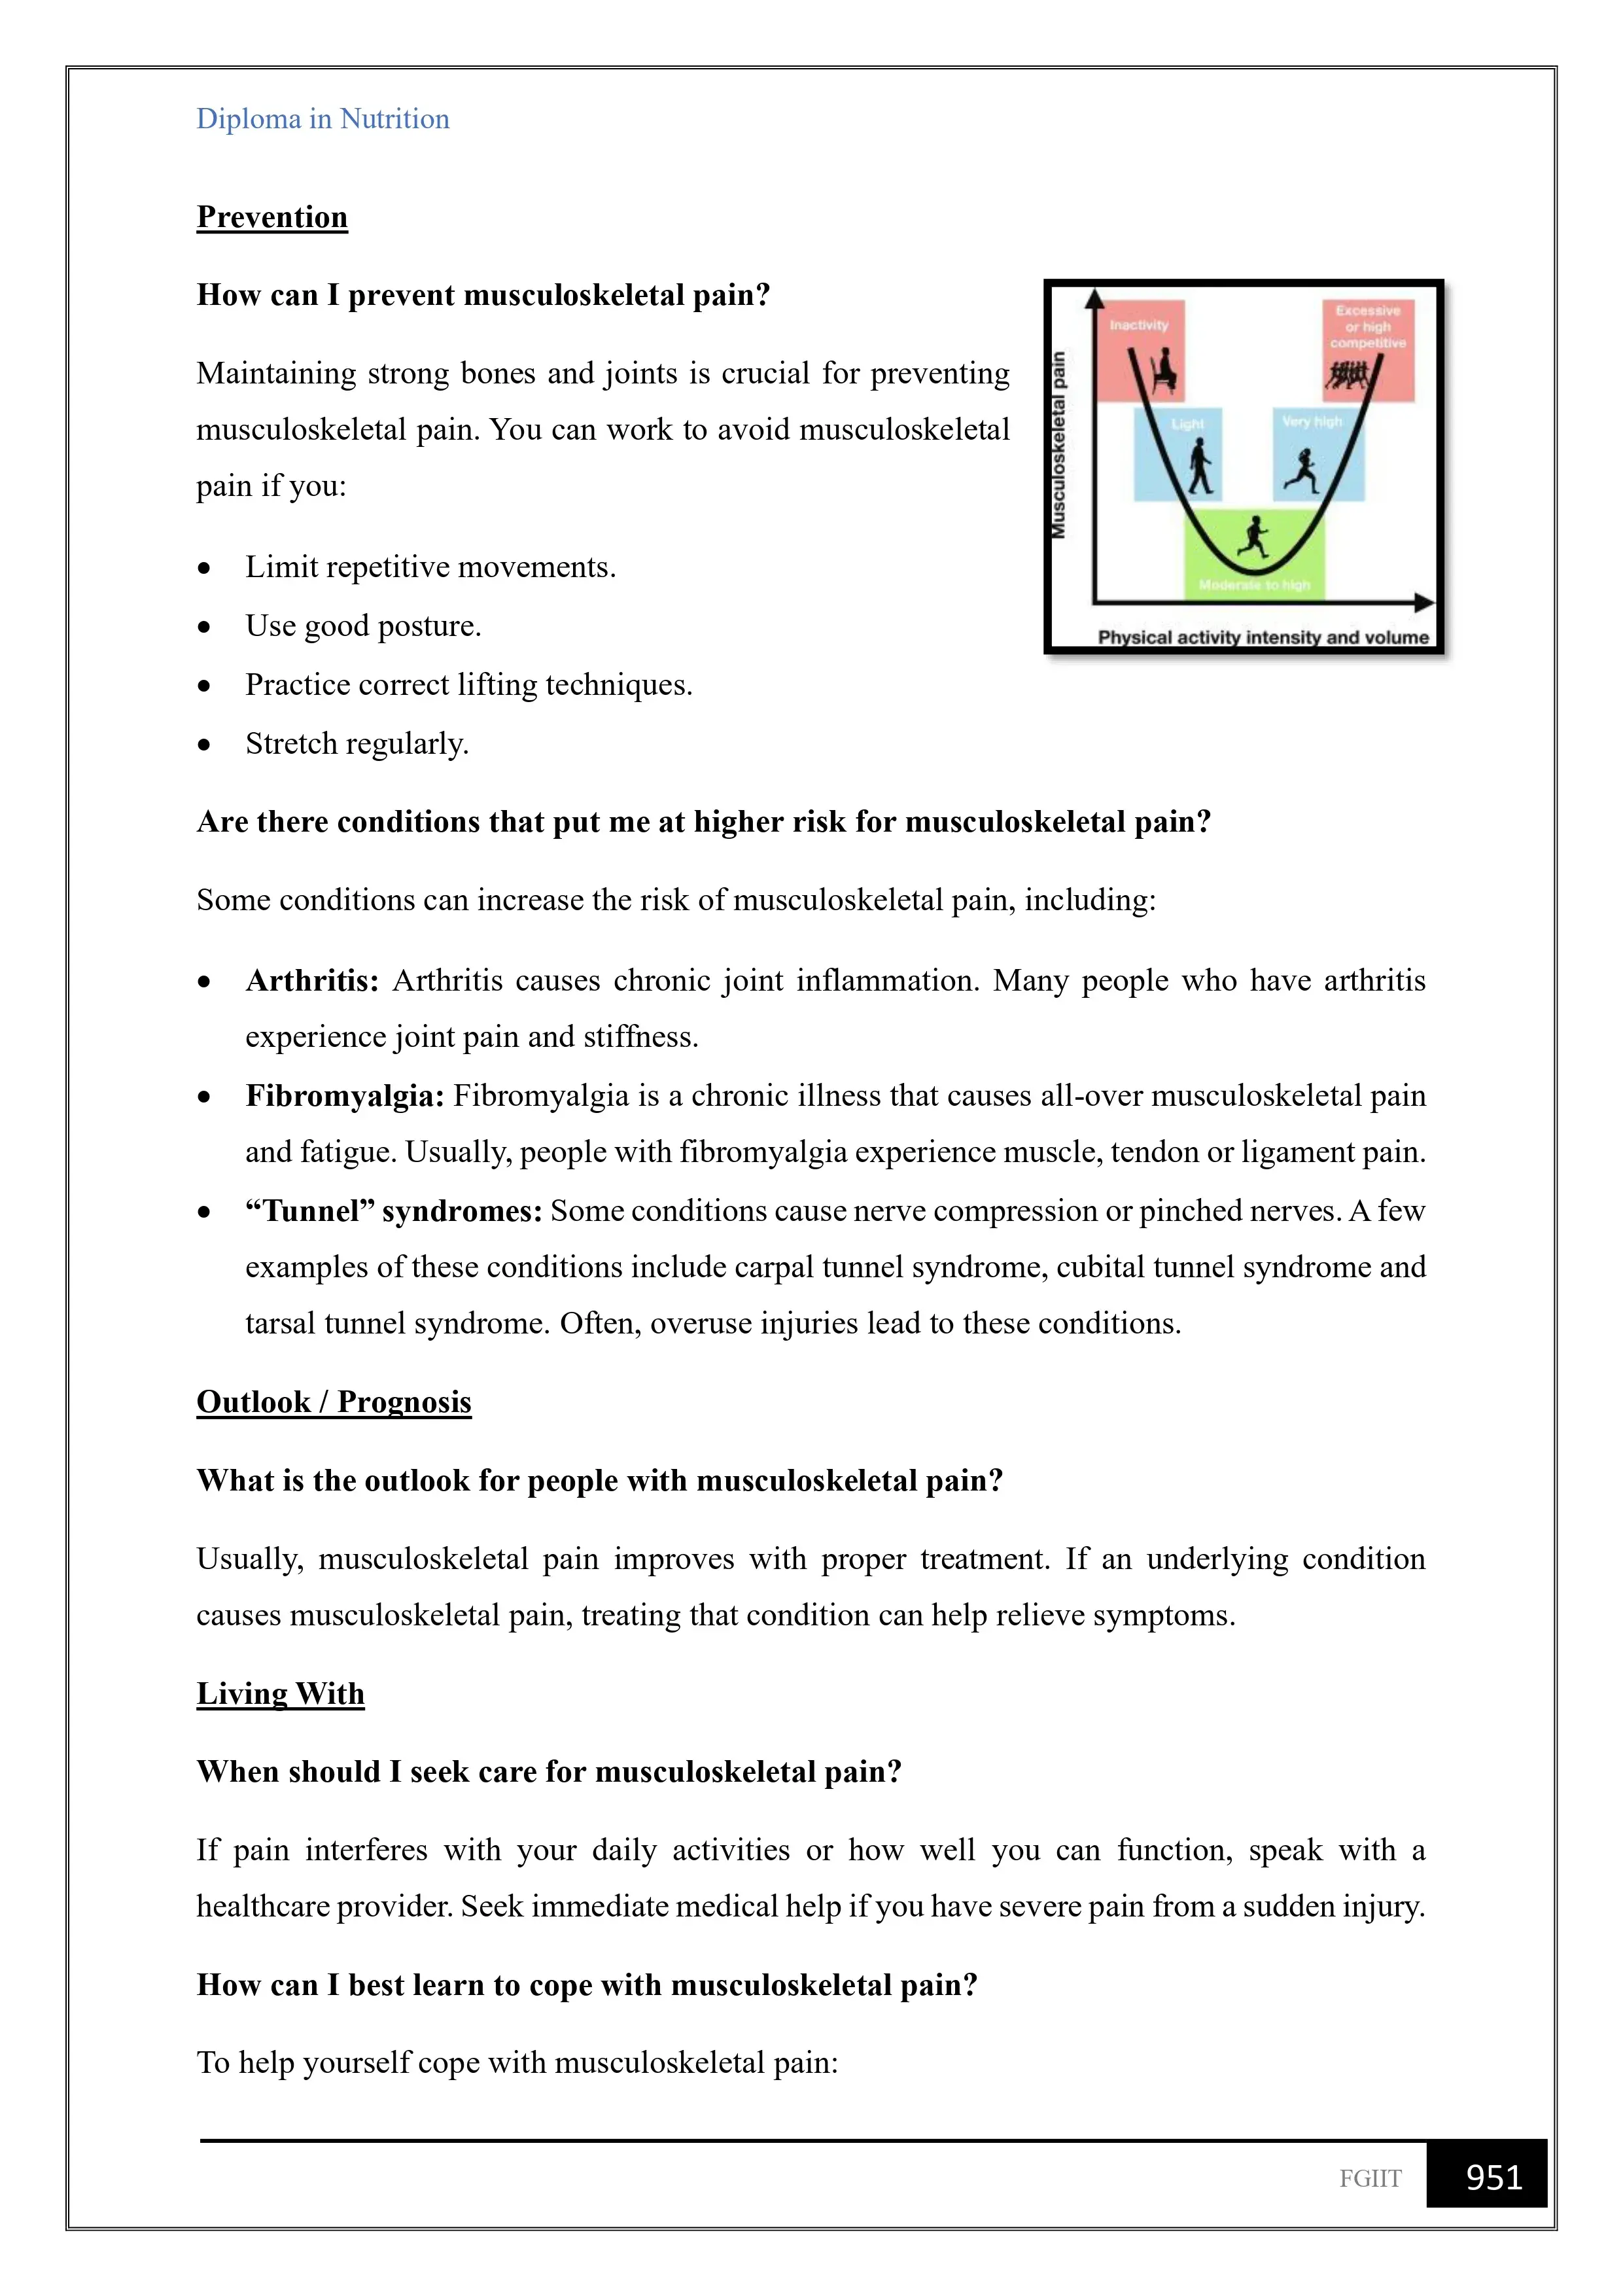 Diploma in Nutrition
Prevention
How can I prevent musculoskeletal pain?
Maintaining strong bones and joints is crucial for preventing
musculoskeletal pain. You can work to avoid musculoskeletal
pain if you:
• Limit repetitive movements.
• Use good posture.
• Practice correct lifting techniques.
• Stretch regularly.
Musculoskeletal pain
Inactivity
Excessive
or high
competitive
Light
Very high
Moderate to high
Physical activity intensity and volume
Are there conditions that put me at higher risk for musculoskeletal pain?
Some conditions can increase the risk of musculoskeletal pain, including:
• Arthritis: Arthritis causes chronic joint inflammation. Many people who have arthritis
experience joint pain and stiffness.
• Fibromyalgia: Fibromyalgia is a chronic illness that causes all-over musculoskeletal pain
and fatigue. Usually, people with fibromyalgia experience muscle, tendon or ligament pain.
• “Tunnel” syndromes: Some conditions cause nerve compression or pinched nerves. A few
examples of these conditions include carpal tunnel syndrome, cubital tunnel syndrome and
tarsal tunnel syndrome. Often, overuse injuries lead to these conditions.
Outlook / Prognosis
What is the outlook for people with musculoskeletal pain?
Usually, musculoskeletal pain improves with proper treatment. If an underlying condition
causes musculoskeletal pain, treating that condition can help relieve symptoms.
Living With
When should I seek care for musculoskeletal pain?
If pain interferes with your daily activities or how well you can function, speak with a
healthcare provider. Seek immediate medical help if you have severe pain from a sudden injury.
How can I best learn to cope with musculoskeletal pain?
To help yourself cope with musculoskeletal pain:
FGIIT 951